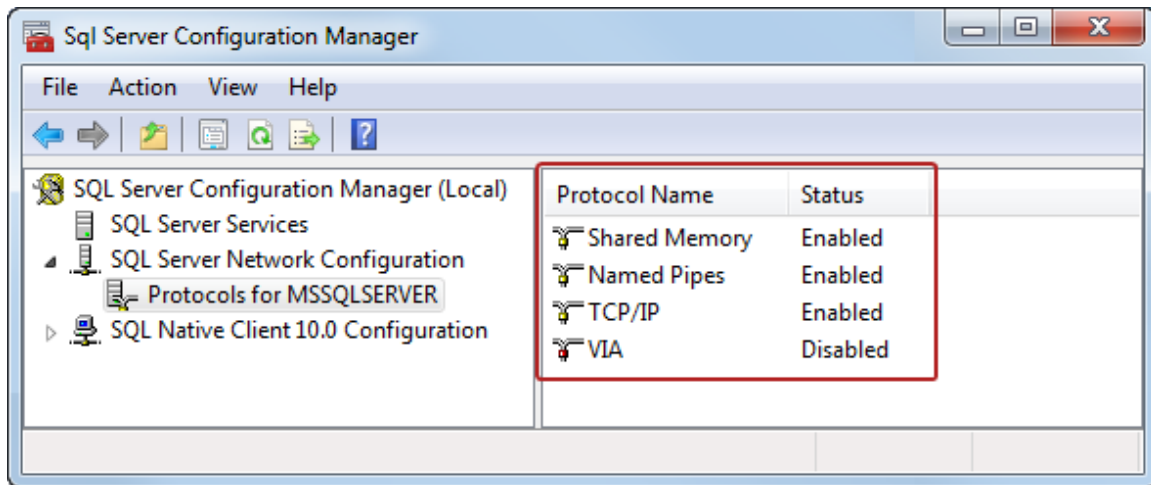 Sql Server Configuration Manager
File Action View Help
SQL Server Configuration Manager (Local)
SQL Server Services
SQL Server Network Configuration
Protocols for MSSQLSERVER
SQL Native Client 10.0 Configuration
Protocol Name Status
Shared Memory Enabled
Named Pipes Enabled
TCP/IP Enabled
VIA Disabled